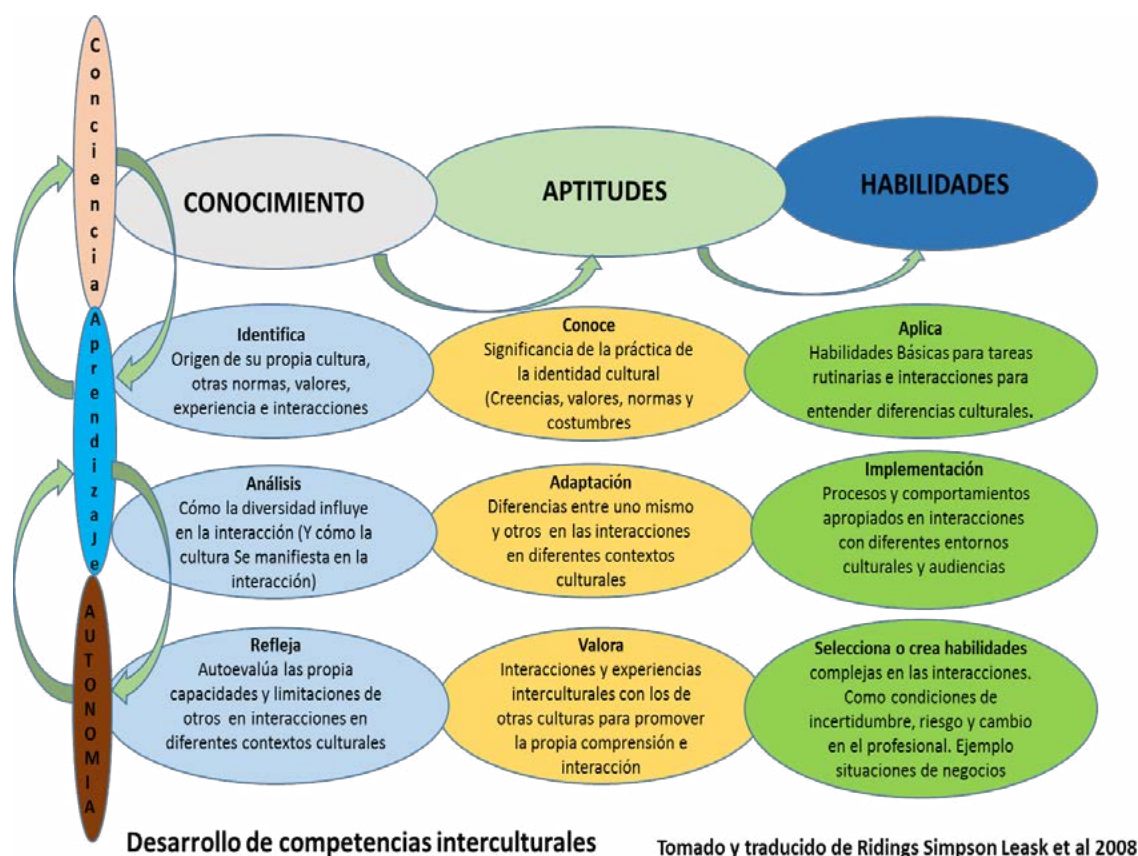 Conciencia
AprendizaJe
AUTONOMIA
CONOCIMIENTO
APTITUDES
HABILIDADES
Identifica
Origen de su propia cultura,
otras normas, valores,
experiencia e interacciones
Conoce
Significancia de la práctica de
la identidad cultural
(Creencias, valores, normas y
costumbres
Aplica
Habilidades Básicas para tareas
rutinarias e interacciones para
entender diferencias culturales.
Análisis
Cómo la diversidad influye
en la interacción (Y cómo la
cultura Se manifiesta en la
interacción)
Adaptación
Diferencias entre uno mismo
y otros en las interacciones
en diferentes contextos
culturales
Implementación
Procesos y comportamientos
apropiados en interacciones
con diferentes entornos
culturales y audiencias
Refleja
Autoevalúa las propia
capacidades y limitaciones de
otros en interacciones en
diferentes contextos culturales
Valora
Interacciones y experiencias
interculturales con los de
otras culturas para promover
la propia comprensión e
interacción
Selecciona o crea habilidades
complejas en las interacciones.
Como condiciones de
incertidumbre, riesgo y cambio
en el profesional. Ejemplo
situaciones de negocios
Desarrollo de competencias interculturales
Tomado y traducido de Ridings Simpson Leask et al 2008